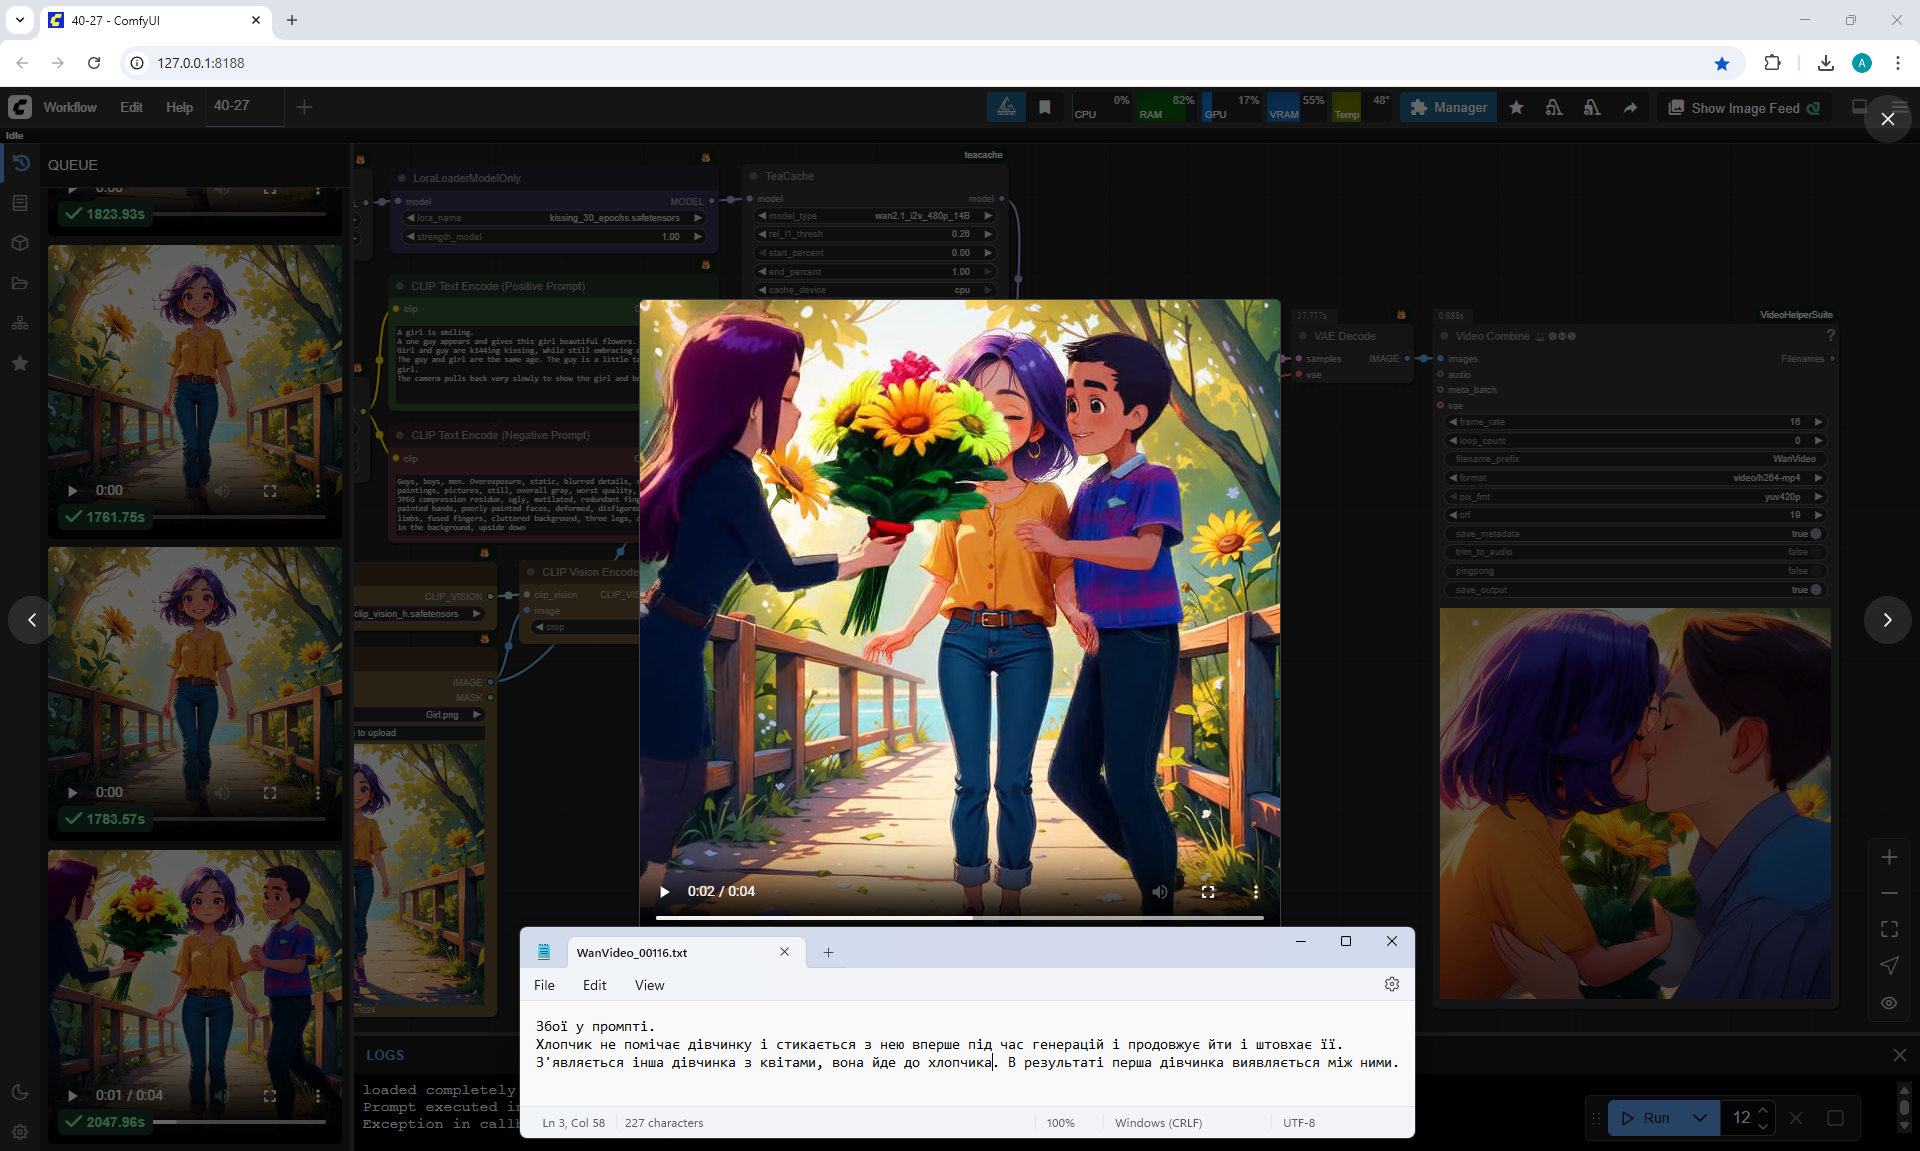 40-27 - ComfyUI
127.0.0.1:8188
Workflow
Edit
Help
40-27
CPU 0%
RAM 82%
GPU 17%
VRAM 55%
Temp 48°
Manager
Show Image Feed
Idle
QUEUE
0:00
1823.93s
0:00
1761.75s
0:00
1783.57s
0:01 / 0:04
2047.96s
LoraLoaderModelOnly
model MODEL
lora_name kissing_30_epochs.safetensors
strength_model 1.00
teacache
TeaCache
model model
model_type wan2.1_i2v_480p_14B
rel_l1_thresh 0.26
start_percent 0.00
end_percent 1.00
cache_device cpu
CLIP Text Encode (Positive Prompt)
clip
A girl is smiling.
A one guy appears and gives this girl beautiful flowers.
Girl and guy are k144ing kissing, while still embracing
The guy and girl are the same age. The guy is a little
girl.
The camera pulls back very slowly to show the girl and
CLIP Text Encode (Negative Prompt)
clip
Guys, boys, men. Overexposure, static, blurred details,
paintings, pictures, still, overall gray, worst quality,
JPEG compression residue, ugly, mutilated, redundant
painted hands, poorly painted faces, deformed,
limbs, fused fingers, cluttered background, three legs,
in the background, upside down
CLIP_VISION
clip_vision_h.safetensors
CLIP Vision Encode
clip_vision
image
crop
IMAGE
MASK
Girl.png
to upload
1024
17.777s
VAE Decode
samples IMAGE
vae
0.988s
VideoHelperSuite
Video Combine
?
images Filenames
audio
meta_batch
vae
frame_rate 16
loop_count 0
filename_prefix WanVideo
format video/h264-mp4
pix_fmt yuv420p
crf 19
save_metadata true
trim_to_audio false
pingpong false
save_output true
0:02 / 0:04
WanVideo_00116.txt
File
Edit
View
Збої у промпті.
Хлопчик не помічає дівчинку і стикається з нею вперше під час генерацій і продовжує йти і штовхає її.
З'являється інша дівчинка з квітами, вона йде до хлопчика. В результаті перша дівчинка виявляється між ними.
Ln 3, Col 58
227 characters
100%
Windows (CRLF)
UTF-8
LOGS
loaded completely
Prompt executed
Exception in
Run
12
A